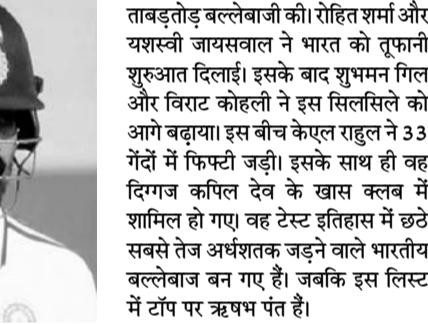 ताबड़तोड़ बल्लेबाजी की। रोहित शर्मा और
यशस्वी जायसवाल ने भारत को तूफानी
शुरुआत दिलाई। इसके बाद शुभमन गिल
और विराट कोहली ने इस सिलसिले को
आगे बढ़ाया। इस बीच केएल राहुल ने 33
गेंदों में फिफ्टी जड़ी। इसके साथ ही वह
दिग्गज कपिल देव के खास क्लब में
शामिल हो गए। वह टेस्ट इतिहास में छठे
सबसे तेज अर्धशतक जड़ने वाले भारतीय
बल्लेबाज बन गए हैं। जबकि इस लिस्ट
में टॉप पर ऋषभ पंत हैं।